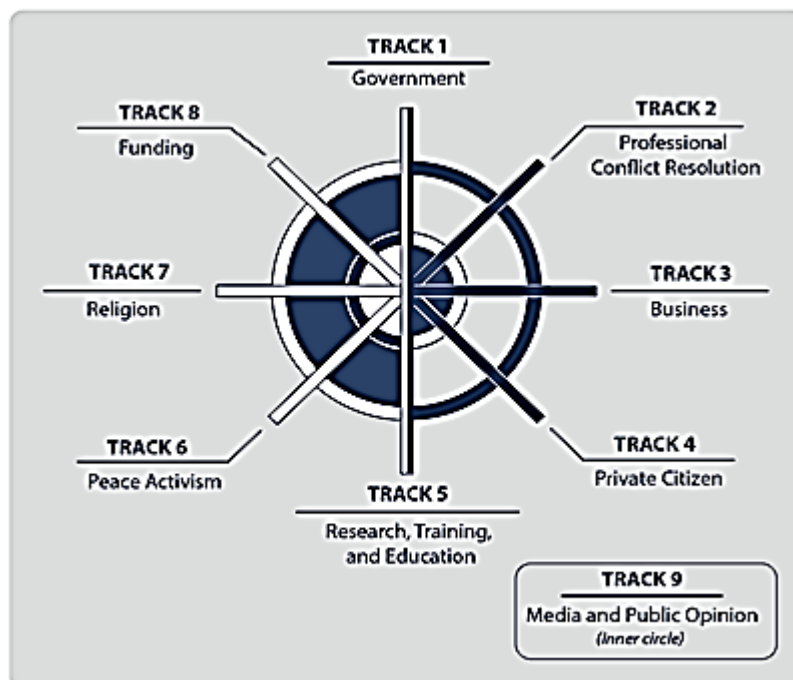 TRACK 1
Government
TRACK 2
Professional
Conflict Resolution
TRACK 3
Business
TRACK 4
Private Citizen
TRACK 5
Research, Training,
and Education
TRACK 6
Peace Activism
TRACK 7
Religion
TRACK 8
Funding
TRACK 9
Media and Public Opinion
(Inner circle)